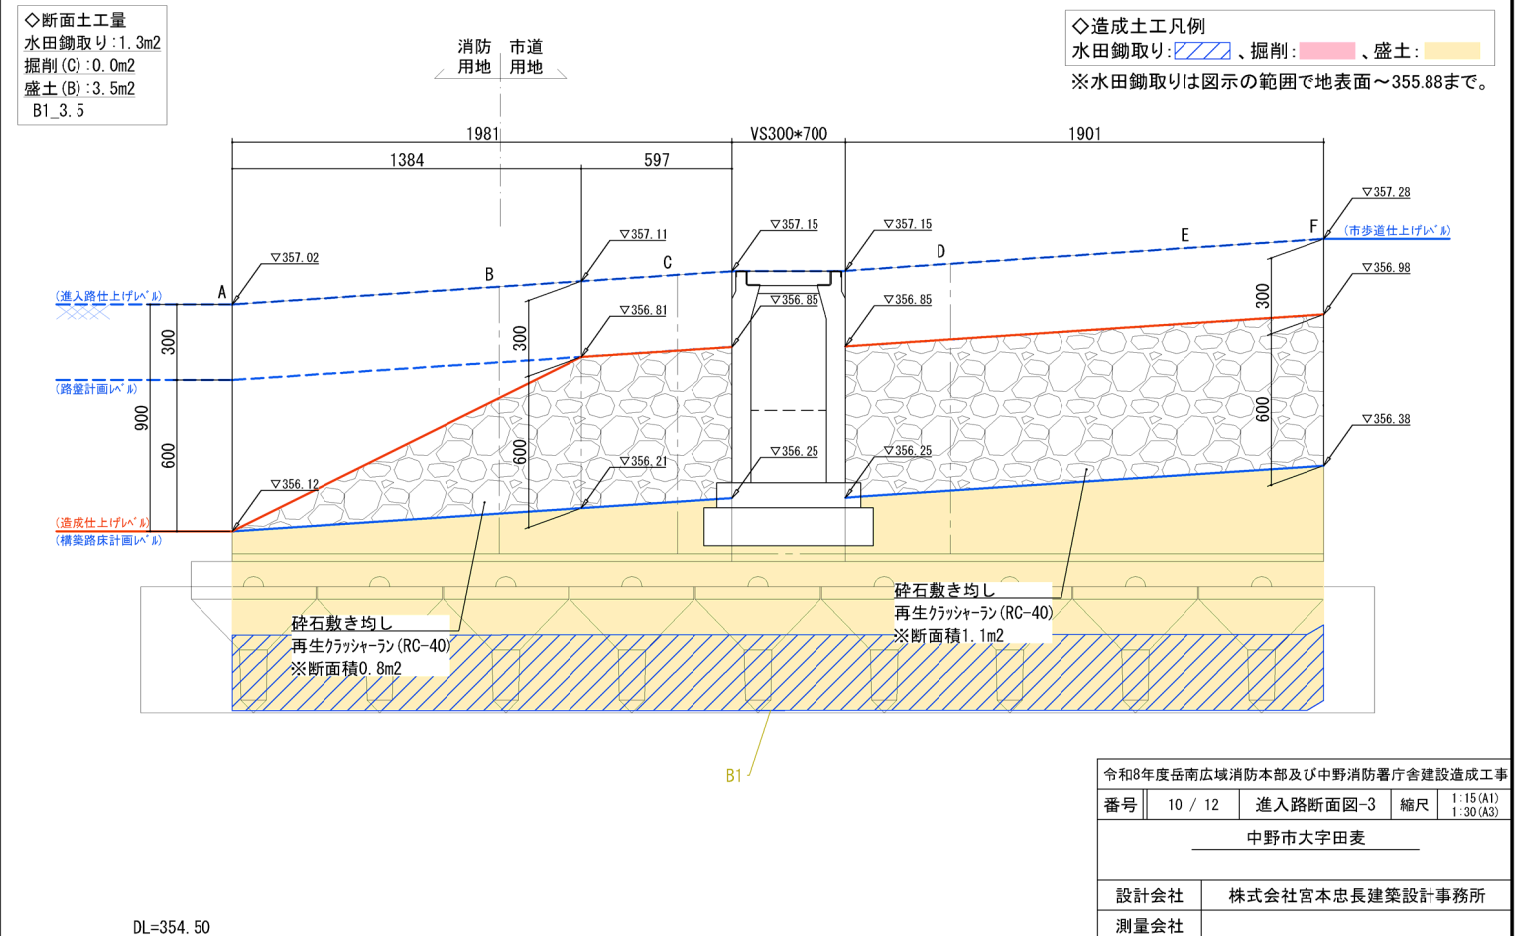 ◇断面土工量
水田鋤取り:1.3m2
掘削(C):0.0m2
盛土(B):3.5m2
B1_3.5
消防 市道
用地 用地
◇造成土工凡例
水田鋤取り: 、掘削: 、盛土:
※水田鋤取りは図示の範囲で地表面～355.88まで。
1981
VS300*700
1901
1384
597
▽357.28
▽357.15
▽357.15
▽357.11
F
(市歩道仕上げﾚﾍﾞﾙ)
E
D
▽357.02
C
B
▽356.98
(進入路仕上げﾚﾍﾞﾙ)
A
300
▽356.85
▽356.85
▽356.81
300
300
(路盤計画ﾚﾍﾞﾙ)
900
600
600
600
▽356.38
▽356.25
▽356.25
▽356.21
▽356.12
(造成仕上げﾚﾍﾞﾙ)
(構築路床計画ﾚﾍﾞﾙ)
砕石敷き均し
再生ｸﾗｯｼｬｰﾗﾝ(RC-40)
※断面積1.1m2
砕石敷き均し
再生ｸﾗｯｼｬｰﾗﾝ(RC-40)
※断面積0.8m2
B1
令和8年度岳南広域消防本部及び中野消防署庁舎建設造成工事
番号 10 / 12 進入路断面図-3 縮尺 1:15(A1)
1:30(A3)
中野市大字田麦
設計会社 株式会社宮本忠長建築設計事務所
測量会社
DL=354.50